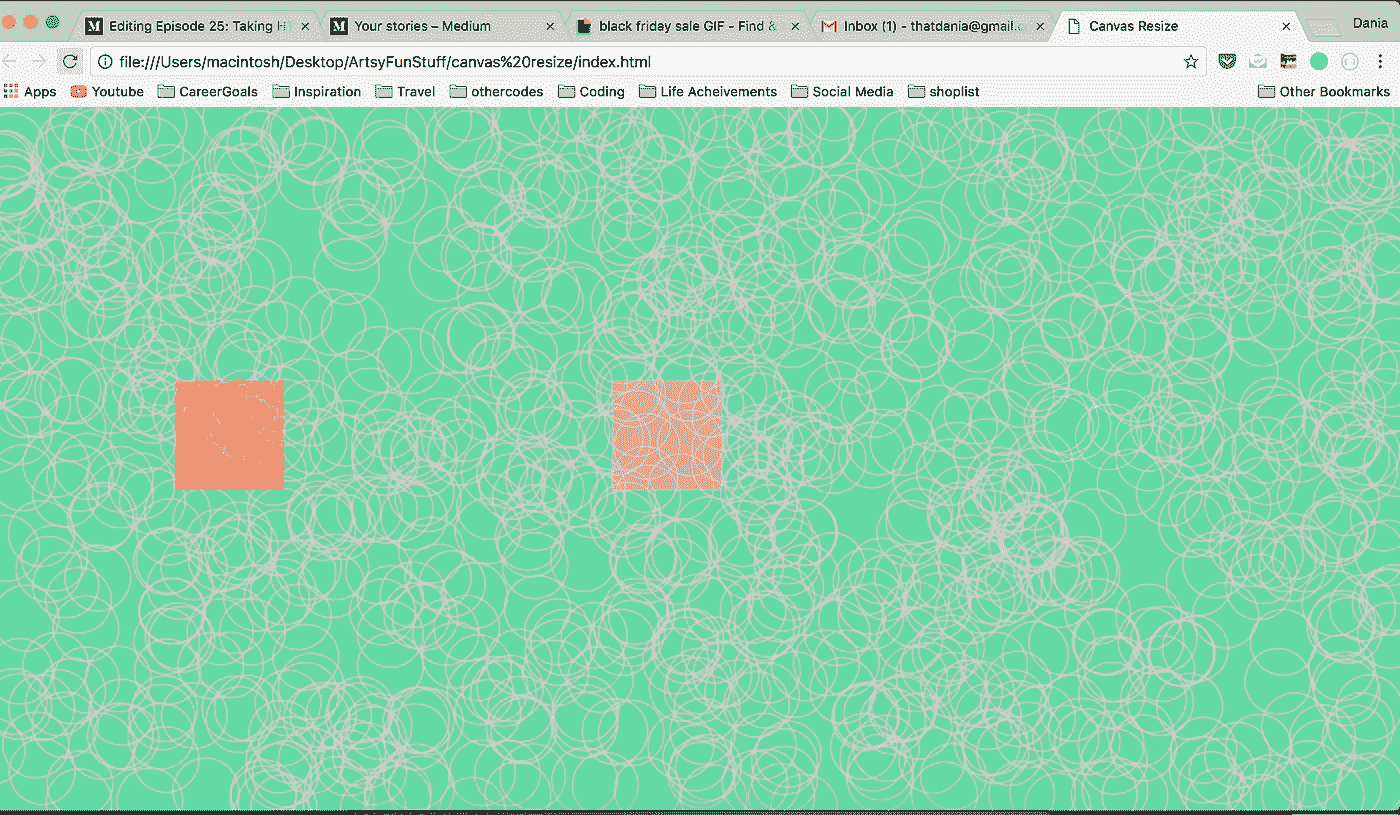 Editing Episode 25: Taking HT Your stories – Medium black friday sale GIF - Find & Inbox (1) - thatdania@gmail.c Canvas Resize Dania
file:///Users/macintosh/Desktop/ArtsyFunStuff/canvas%20resize/index.html
Apps Youtube CareerGoals Inspiration Travel othercodes Coding Life Acheivements Social Media shoplist Other Bookmarks